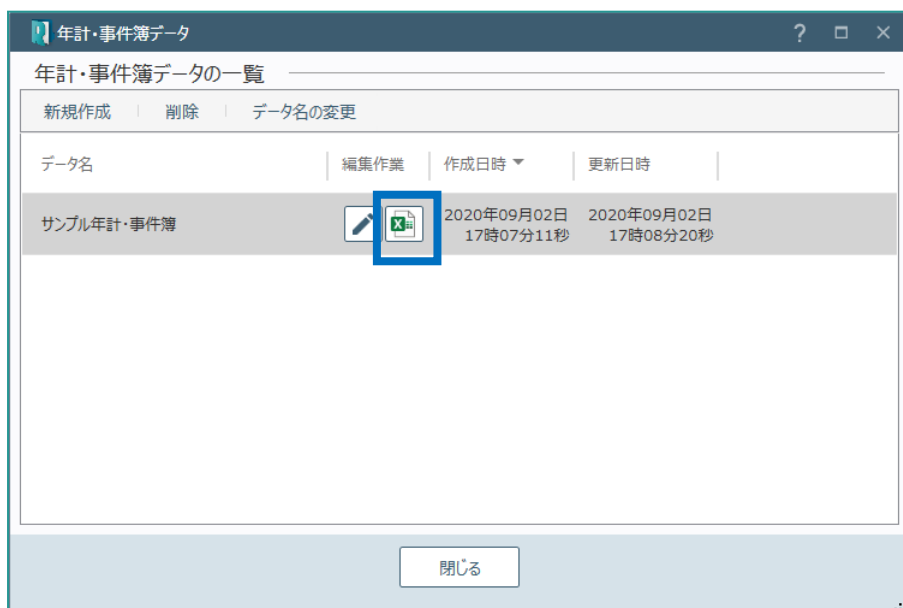 年計・事件簿データ
年計・事件簿データの一覧
新規作成 削除 データ名の変更
データ名 編集作業 作成日時 更新日時
サンプル年計・事件簿 2020年09月02日 2020年09月02日
17時07分11秒 17時08分20秒
閉じる